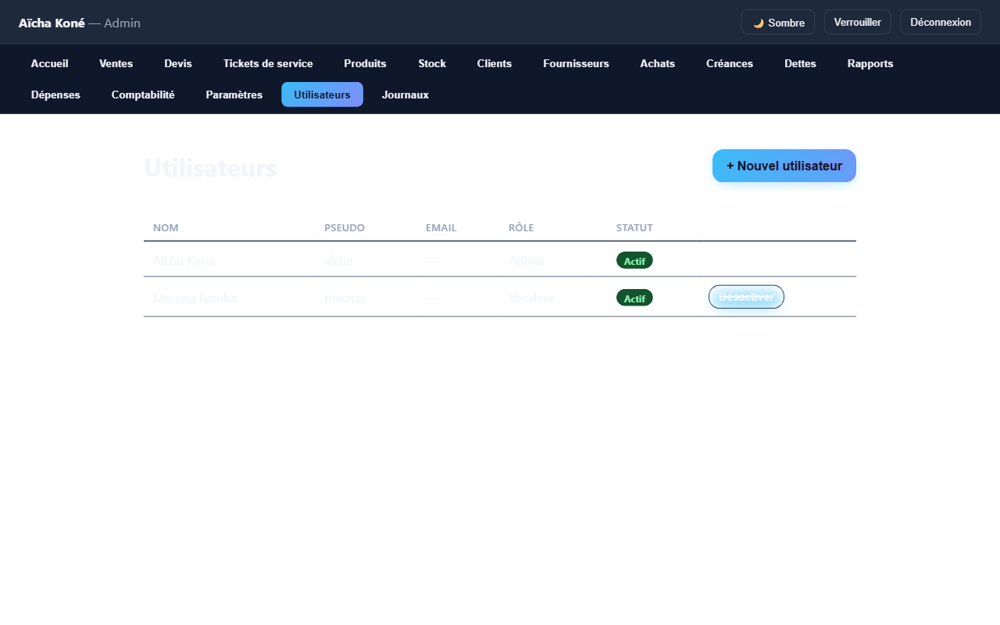 Aïcha Koné — Admin
🌙 Sombre
Verrouiller
Déconnexion
Accueil Ventes Devis Tickets de service Produits Stock Clients Fournisseurs Achats Créances Dettes Rapports
Dépenses Comptabilité Paramètres Utilisateurs Journaux
Utilisateurs
+ Nouvel utilisateur
NOM PSEUDO EMAIL RÔLE STATUT
Aïcha Koné aicha — Admin Actif
Moussa Bamba moussa — Vendeur Actif Désactiver